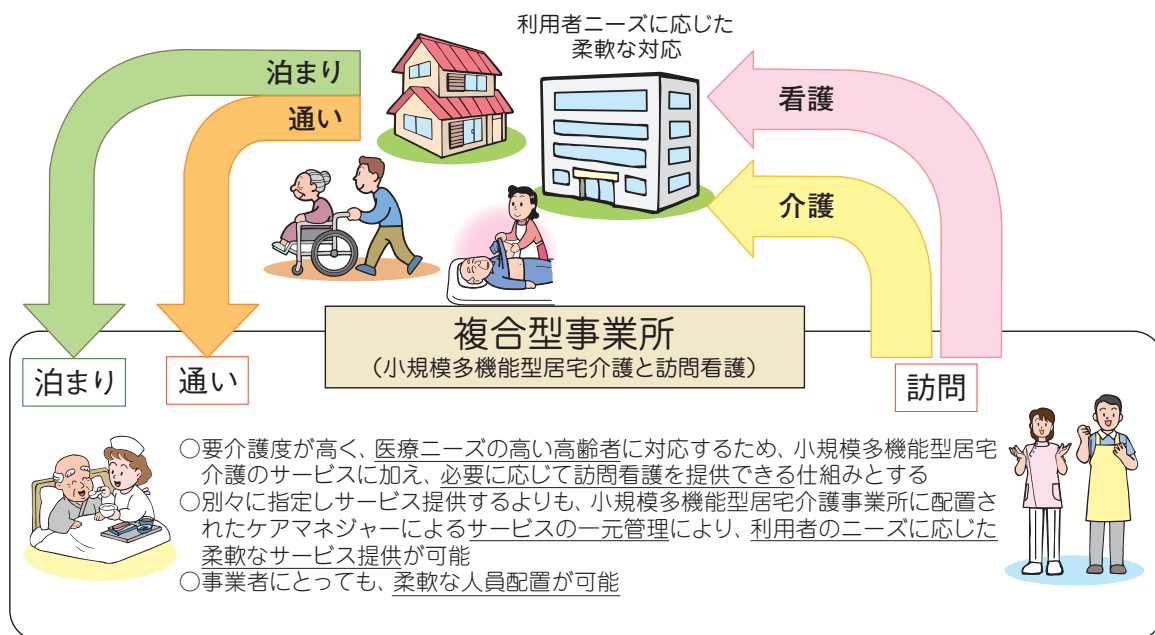 利用者ニーズに応じた
柔軟な対応
泊まり
通い
看護
介護
複合型事業所
（小規模多機能型居宅介護と訪問看護）
泊まり
通い
訪問
○要介護度が高く、医療ニーズの高い高齢者に対応するため、小規模多機能型居宅
介護のサービスに加え、必要に応じて訪問看護を提供できる仕組みとする
○別々に指定しサービス提供するよりも、小規模多機能型居宅介護事業所に配置さ
れたケアマネジャーによるサービスの一元管理により、利用者のニーズに応じた
柔軟なサービス提供が可能
○事業者にとっても、柔軟な人員配置が可能